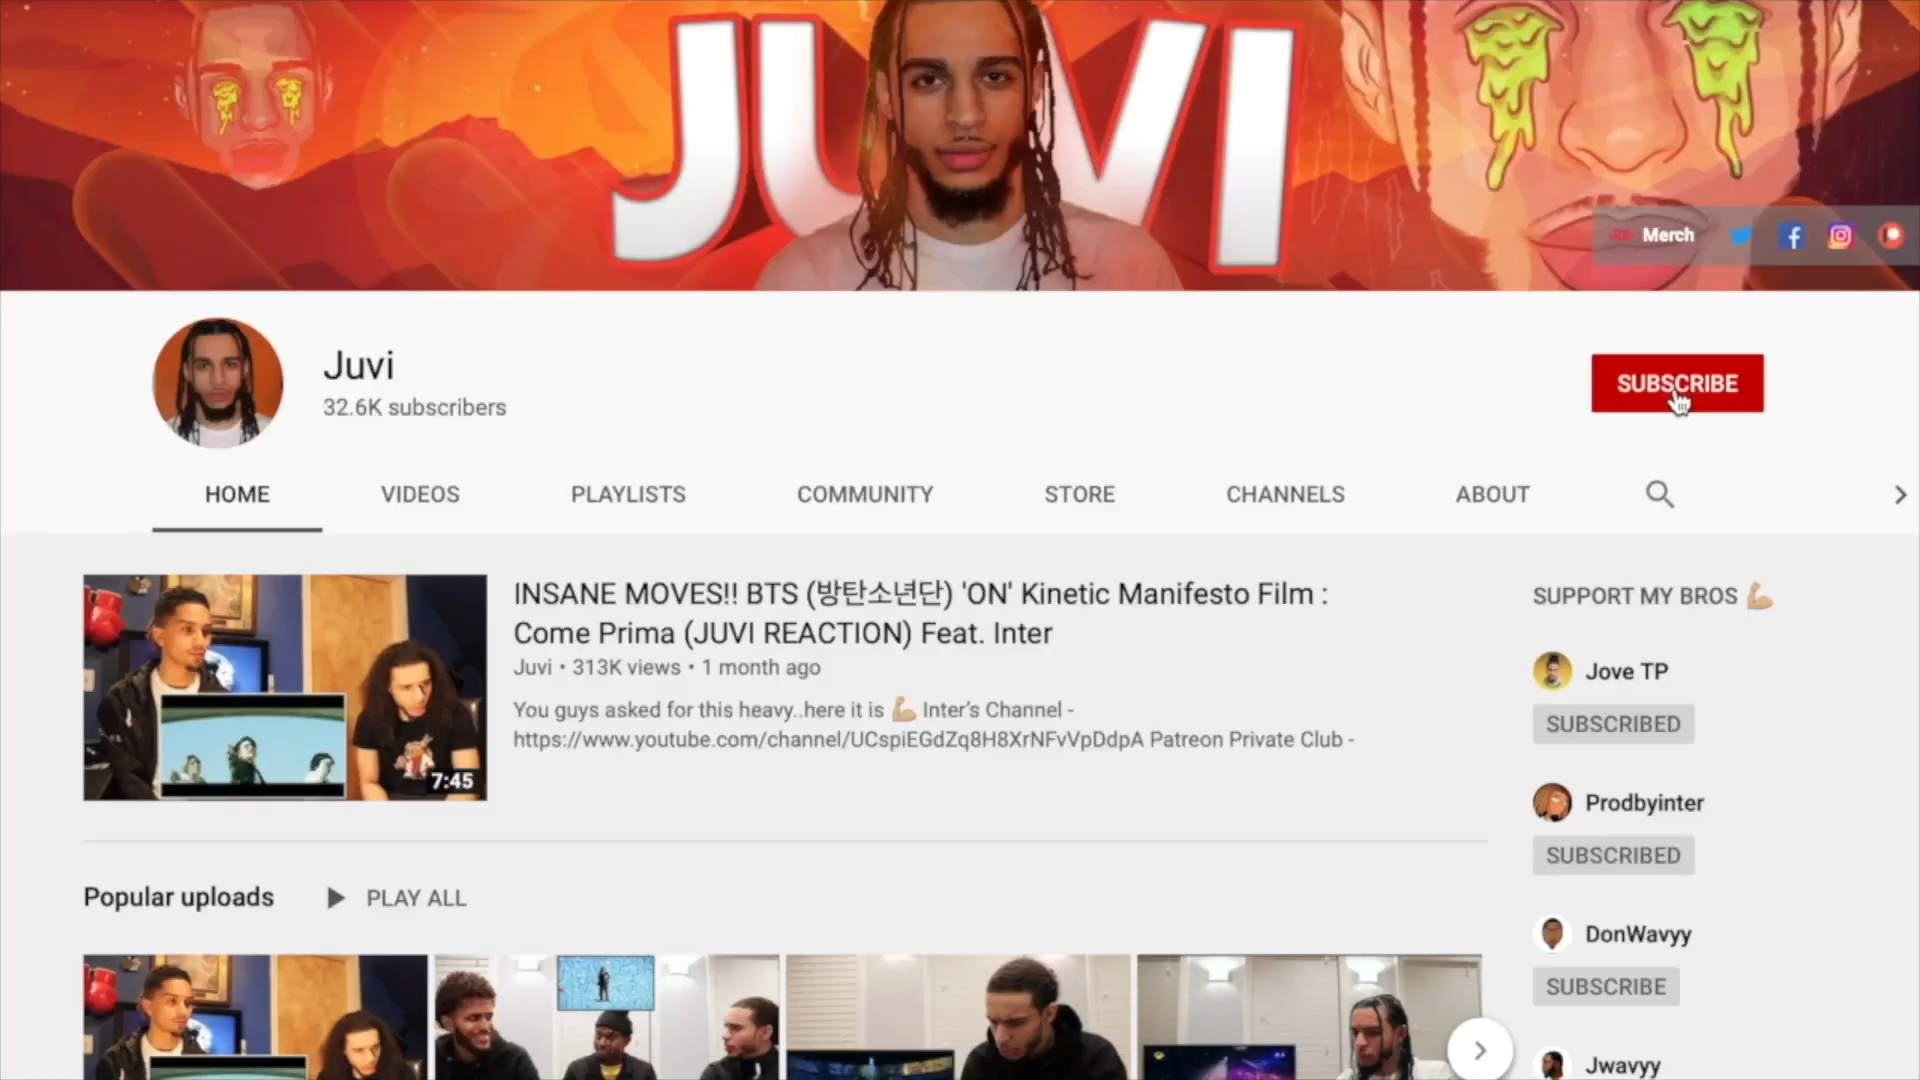 JUVI
Merch
Juvi
32.6K subscribers
SUBSCRIBE
HOME
VIDEOS
PLAYLISTS
COMMUNITY
STORE
CHANNELS
ABOUT
INSANE MOVES!! BTS (방탄소년단) 'ON' Kinetic Manifesto Film :
Come Prima (JUVI REACTION) Feat. Inter
Juvi • 313K views • 1 month ago
You guys asked for this heavy..here it is 💪🏼 Inter's Channel -
https://www.youtube.com/channel/UCspiEGdZq8H8XrNFvVpDdpA Patreon Private Club -
7:45
SUPPORT MY BROS 💪🏼
Jove TP
SUBSCRIBED
Prodbyinter
SUBSCRIBED
DonWavyy
SUBSCRIBE
Jwavyy
Popular uploads
PLAY ALL